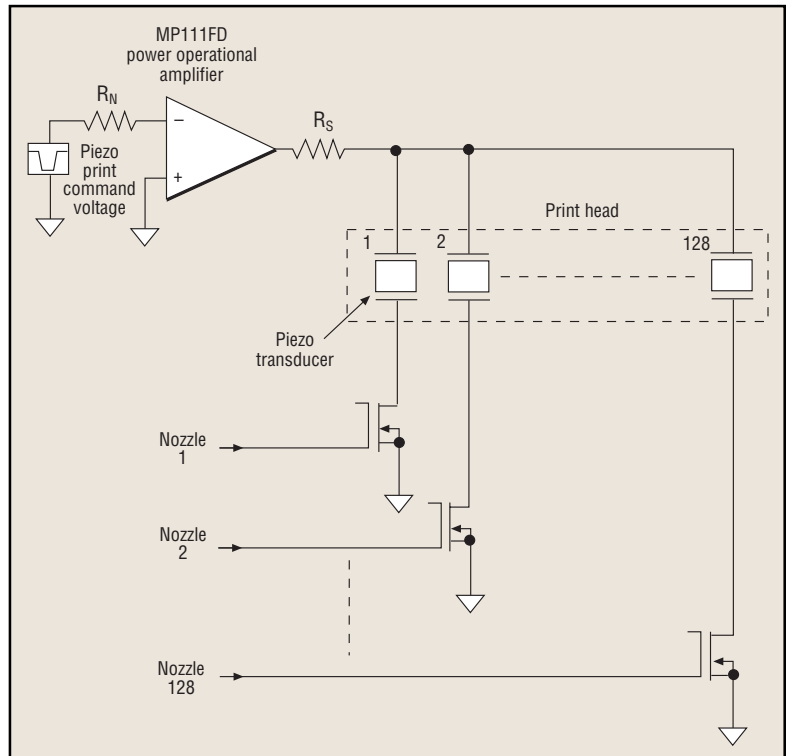 MP111FD
power operational
amplifier
R_N
R_S
−
+
Piezo
print
command
voltage
Print head
1
2
128
Piezo
transducer
Nozzle
1
Nozzle
2
Nozzle
128